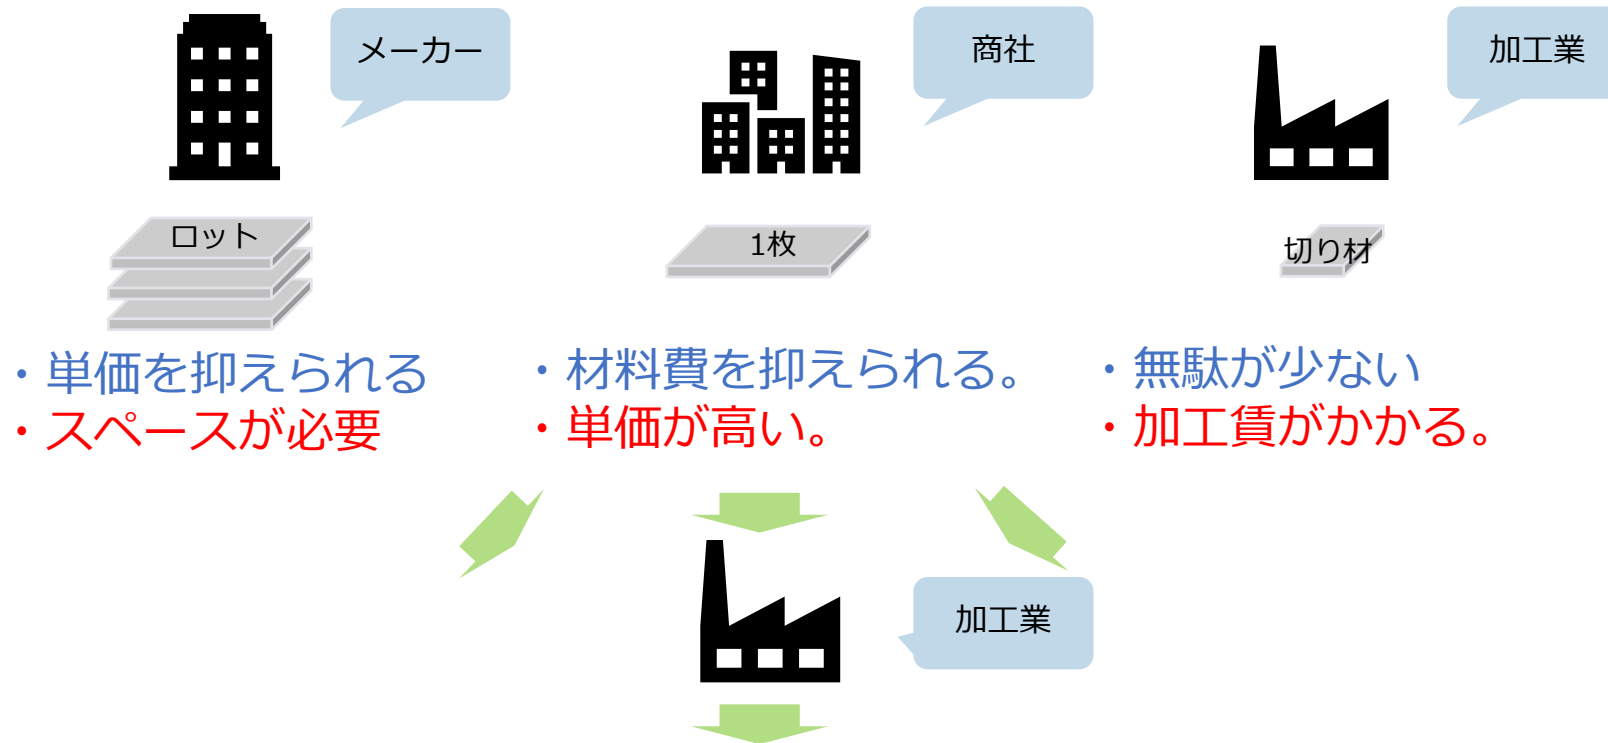 メーカー
商社
加工業
ロット
1枚
切り材
・単価を抑えられる
・スペースが必要
・材料費を抑えられる。
・単価が高い。
・無駄が少ない
・加工賃がかかる。
加工業